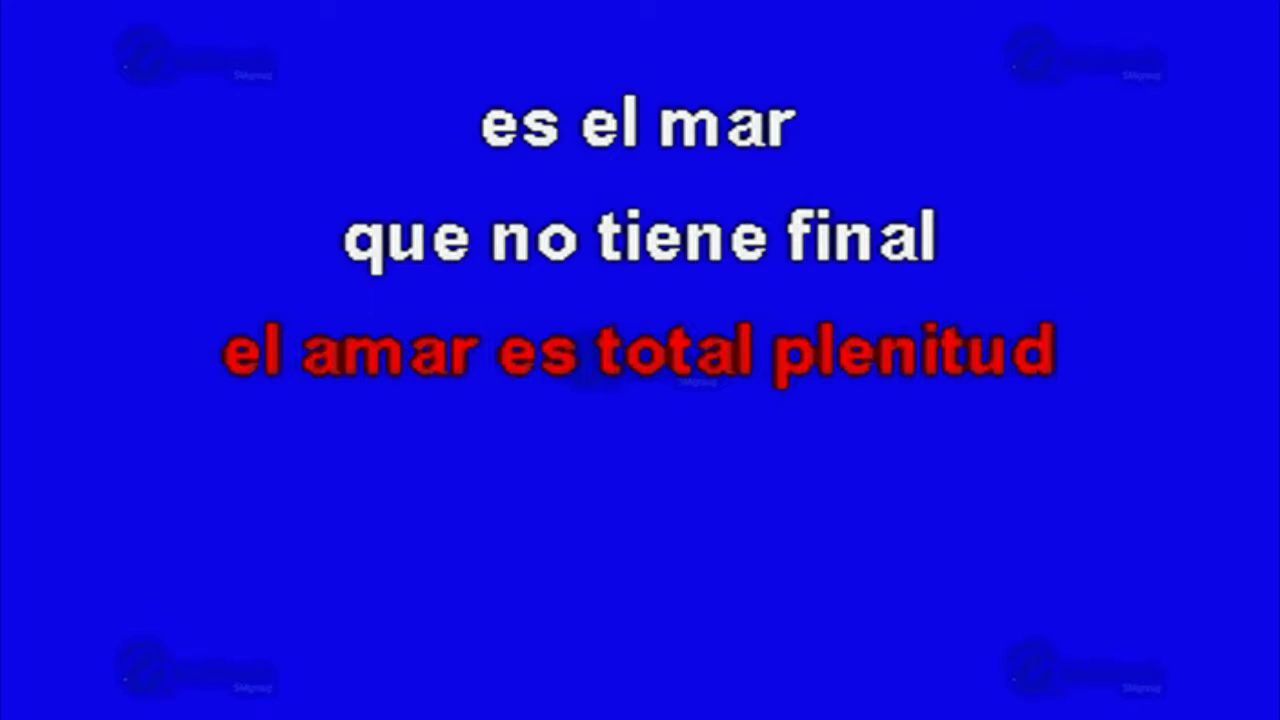 es el mar
que no tiene final
el amar es total plenitud